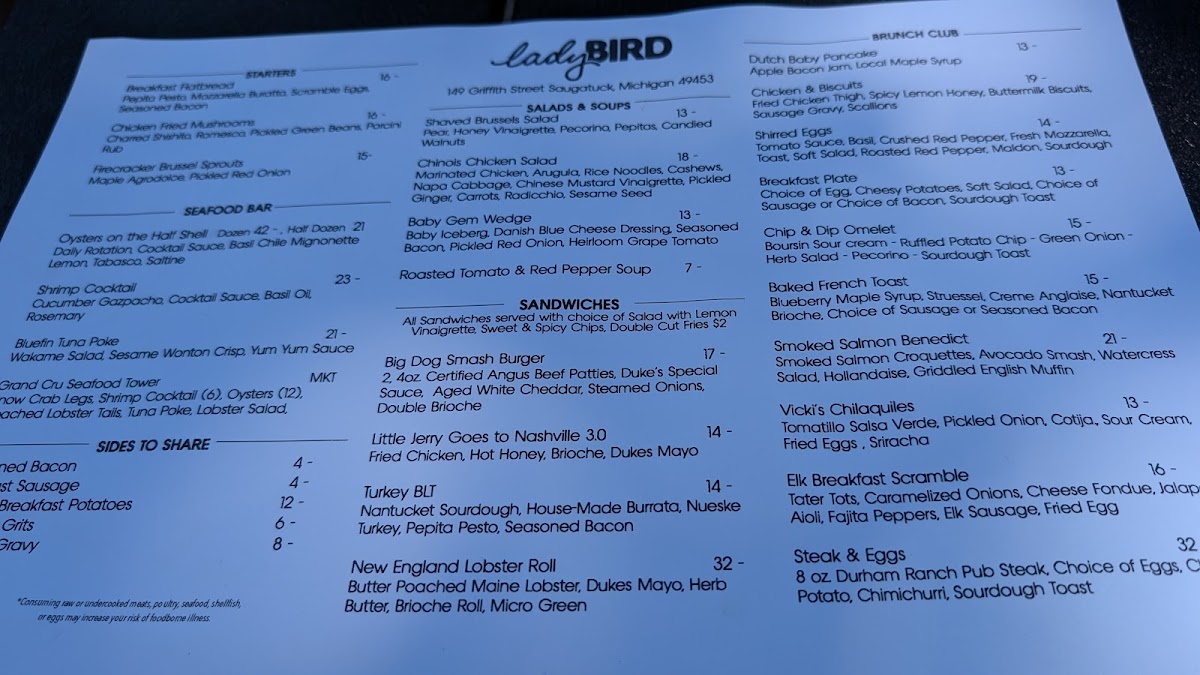 ladyBIRD
149 Griffith Street Saugatuck, Michigan 49453
STARTERS
Breakfast Flatbread 16 -
Pepita Pesto, Mozzarella Buratta, Scramble Eggs,
Seasoned Bacon
Chicken Fried Mushrooms 16 -
Charred Shishito, Romesco, Pickled Green Beans, Porcini
Rub
Firecracker Brussel Sprouts 15-
Maple Agrodolce, Pickled Red Onion
SEAFOOD BAR
Oysters on the Half Shell Dozen 42 - , Half Dozen 21
Daily Rotation, Cocktail Sauce, Basil Chile Mignonette
Lemon, Tabasco, Saltine
Shrimp Cocktail 23 -
Cucumber Gazpacho, Cocktail Sauce, Basil Oil,
Rosemary
Bluefin Tuna Poke 21 -
Wakame Salad, Sesame Wonton Crisp, Yum Yum Sauce
Grand Cru Seafood Tower MKT
now Crab Legs, Shrimp Cocktail (6), Oysters (12),
oached Lobster Tails, Tuna Poke, Lobster Salad,
SIDES TO SHARE
ned Bacon 4 -
st Sausage 4 -
Breakfast Potatoes 12 -
Grits 6 -
Gravy 8 -
*Consuming raw or undercooked meats, poultry, seafood, shellfish,
or eggs may increase your risk of foodborne illness.
SALADS & SOUPS
Shaved Brussels Salad 13 -
Pear, Honey Vinaigrette, Pecorino, Pepitas, Candied
Walnuts
Chinois Chicken Salad 18 -
Marinated Chicken, Arugula, Rice Noodles, Cashews,
Napa Cabbage, Chinese Mustard Vinaigrette, Pickled
Ginger, Carrots, Radicchio, Sesame Seed
Baby Gem Wedge 13 -
Baby Iceberg, Danish Blue Cheese Dressing, Seasoned
Bacon, Pickled Red Onion, Heirloom Grape Tomato
Roasted Tomato & Red Pepper Soup 7 -
SANDWICHES
All Sandwiches served with choice of Salad with Lemon
Vinaigrette, Sweet & Spicy Chips, Double Cut Fries $2
Big Dog Smash Burger 17 -
2, 4oz. Certified Angus Beef Patties, Duke's Special
Sauce, Aged White Cheddar, Steamed Onions,
Double Brioche
Little Jerry Goes to Nashville 3.0 14 -
Fried Chicken, Hot Honey, Brioche, Dukes Mayo
Turkey BLT 14 -
Nantucket Sourdough, House-Made Burrata, Nueske
Turkey, Pepita Pesto, Seasoned Bacon
New England Lobster Roll 32 -
Butter Poached Maine Lobster, Dukes Mayo, Herb
Butter, Brioche Roll, Micro Green
BRUNCH CLUB
Dutch Baby Pancake 13 -
Apple Bacon Jam, Local Maple Syrup
Chicken & Biscuits 19 -
Fried Chicken Thigh, Spicy Lemon Honey, Buttermilk Biscuits,
Sausage Gravy, Scallions
Shirred Eggs 14 -
Tomato Sauce, Basil, Crushed Red Pepper, Fresh Mozzarella,
Toast, Soft Salad, Roasted Red Pepper, Maldon, Sourdough
Breakfast Plate 13 -
Choice of Egg, Cheesy Potatoes, Soft Salad, Choice of
Sausage or Choice of Bacon, Sourdough Toast
Chip & Dip Omelet 15 -
Boursin Sour cream - Ruffled Potato Chip - Green Onion -
Herb Salad - Pecorino - Sourdough Toast
Baked French Toast 15 -
Blueberry Maple Syrup, Struessel, Creme Anglaise, Nantucket
Brioche, Choice of Sausage or Seasoned Bacon
Smoked Salmon Benedict 21 -
Smoked Salmon Croquettes, Avocado Smash, Watercress
Salad, Hollandaise, Griddled English Muffin
Vicki's Chilaquiles 13 -
Tomatillo Salsa Verde, Pickled Onion, Cotija, Sour Cream,
Fried Eggs , Sriracha
Elk Breakfast Scramble 16 -
Tater Tots, Caramelized Onions, Cheese Fondue, Jalap
Aioli, Fajita Peppers, Elk Sausage, Fried Egg
Steak & Eggs 32
8 oz. Durham Ranch Pub Steak, Choice of Eggs, C
Potato, Chimichurri, Sourdough Toast